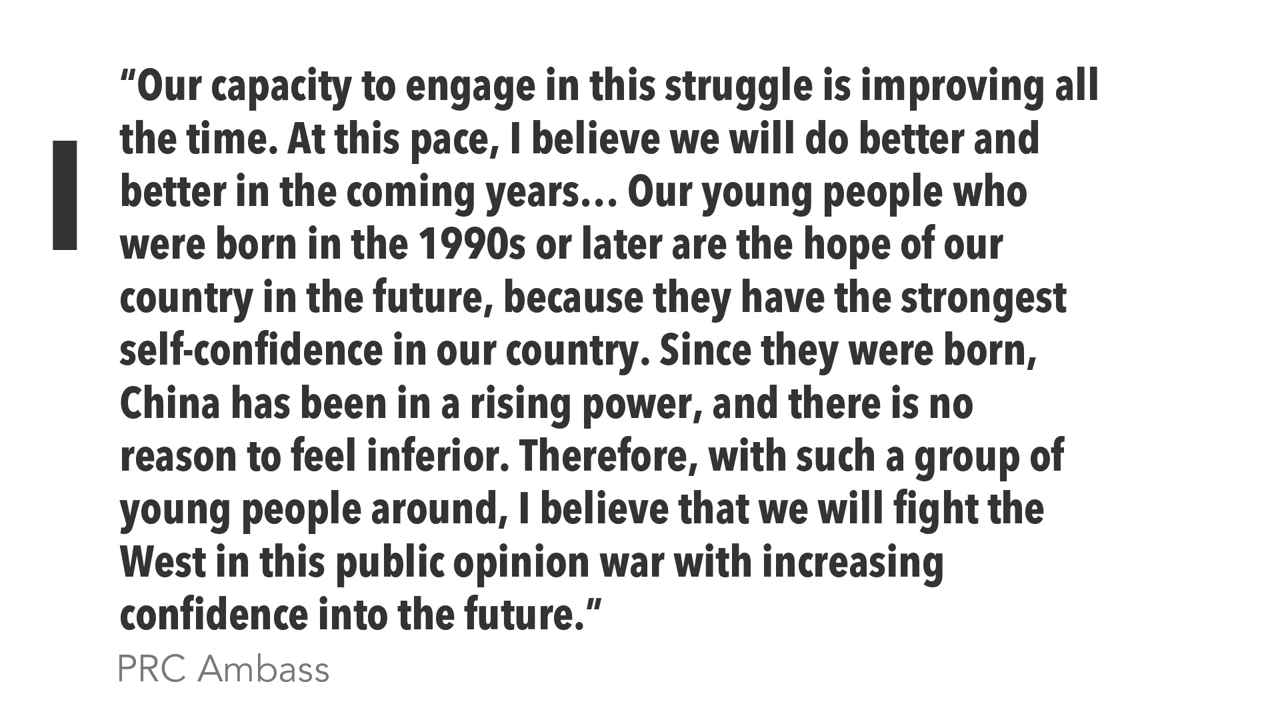 “Our capacity to engage in this struggle is improving all
the time. At this pace, I believe we will do better and
better in the coming years... Our young people who
were born in the 1990s or later are the hope of our
country in the future, because they have the strongest
self-confidence in our country. Since they were born,
China has been in a rising power, and there is no
reason to feel inferior. Therefore, with such a group of
young people around, I believe that we will fight the
West in this public opinion war with increasing
confidence into the future.”
PRC Ambass